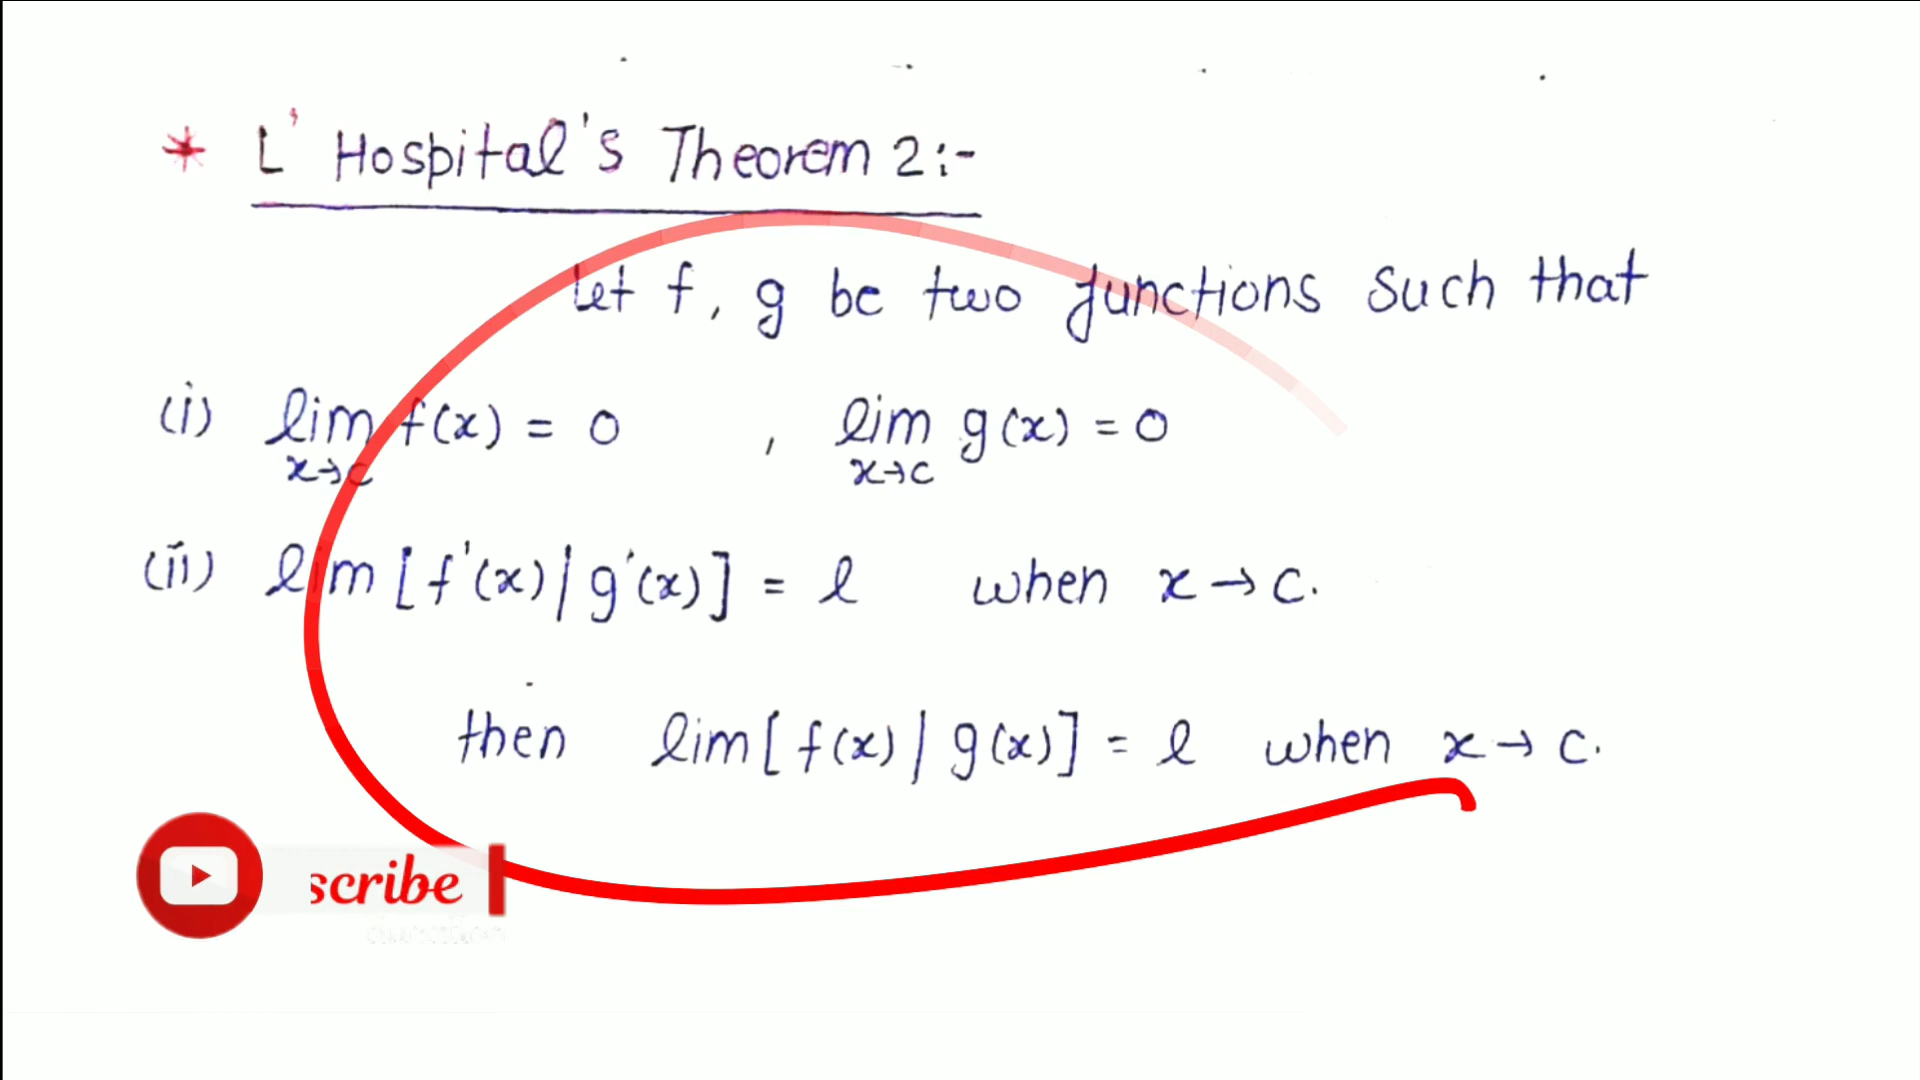 * L' Hospital's Theorem 2:-
Let f, g be two functions such that
(i) lim f(x) = 0 , lim g(x) = 0
x→c x→c
(ii) lim [f'(x)|g'(x)] = l when x→c.
then lim[f(x)|g(x)] = l when x→c.
scribe